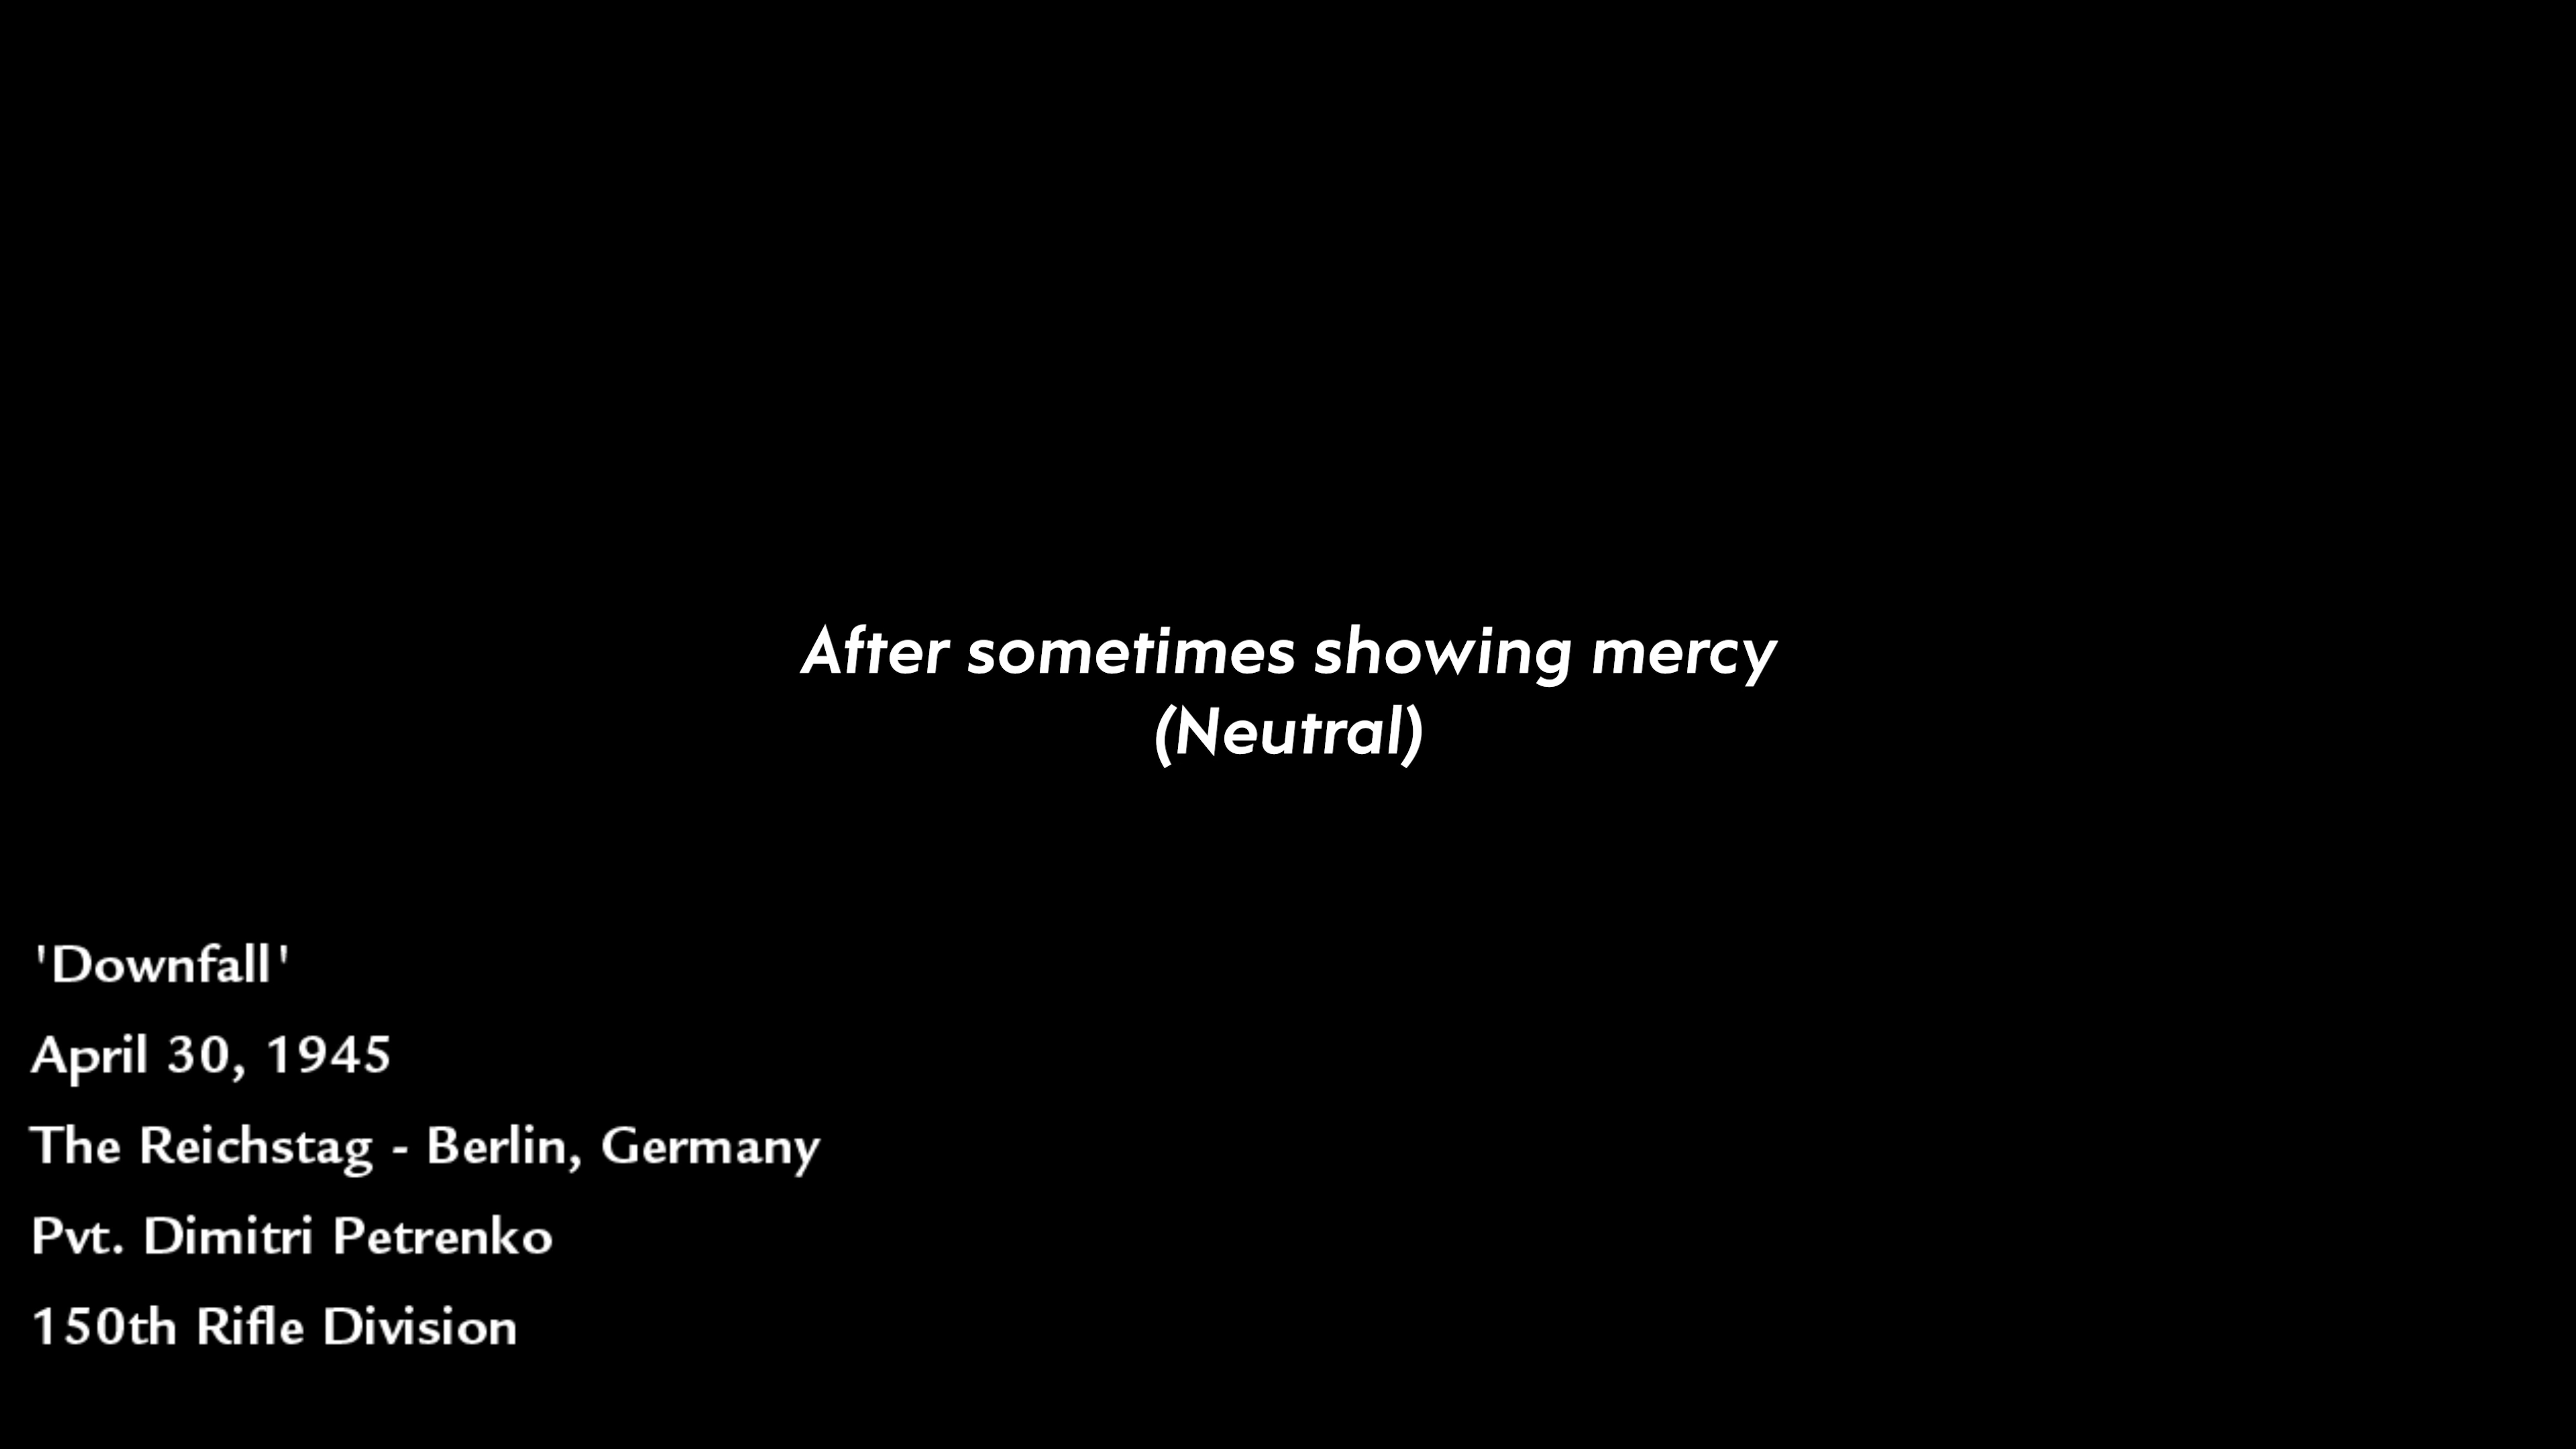 After sometimes showing mercy
(Neutral)
'Downfall'
April 30, 1945
The Reichstag - Berlin, Germany
Pvt. Dimitri Petrenko
150th Rifle Division